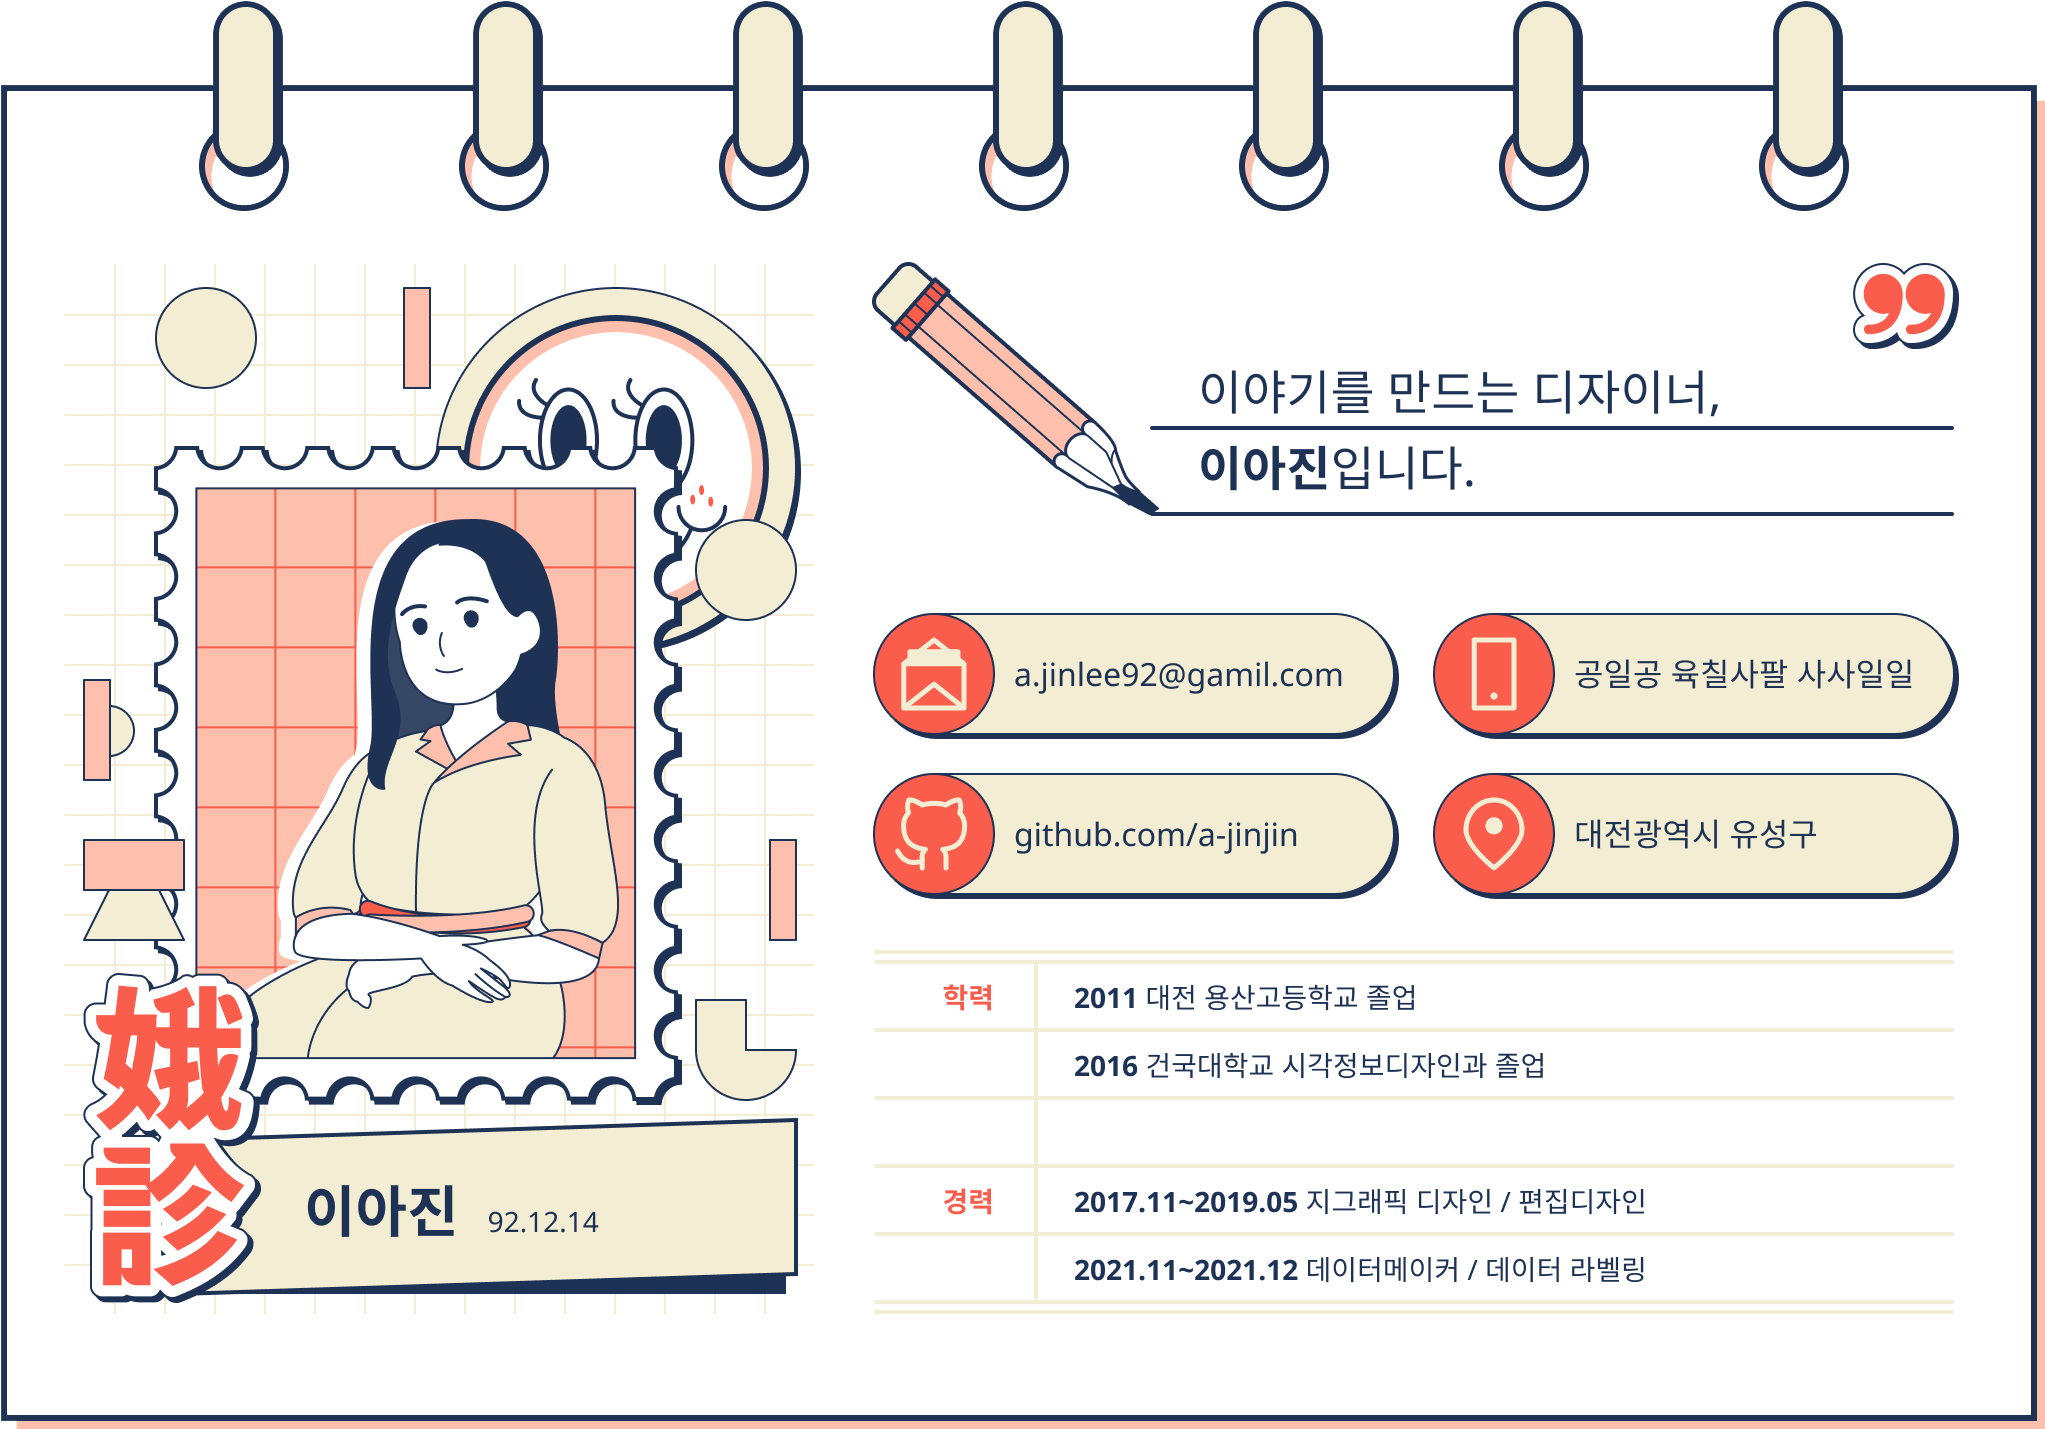 이야기를 만드는 디자이너,
이아진입니다.
a.jinlee92@gamil.com
공일공 육칠사팔 사사일일
github.com/a-jinjin
대전광역시 유성구
학력
2011 대전 용산고등학교 졸업
2016 건국대학교 시각정보디자인과 졸업
경력
2017.11~2019.05 지그래픽 디자인 / 편집디자인
2021.11~2021.12 데이터메이커 / 데이터 라벨링
娥
診
이아진 92.12.14